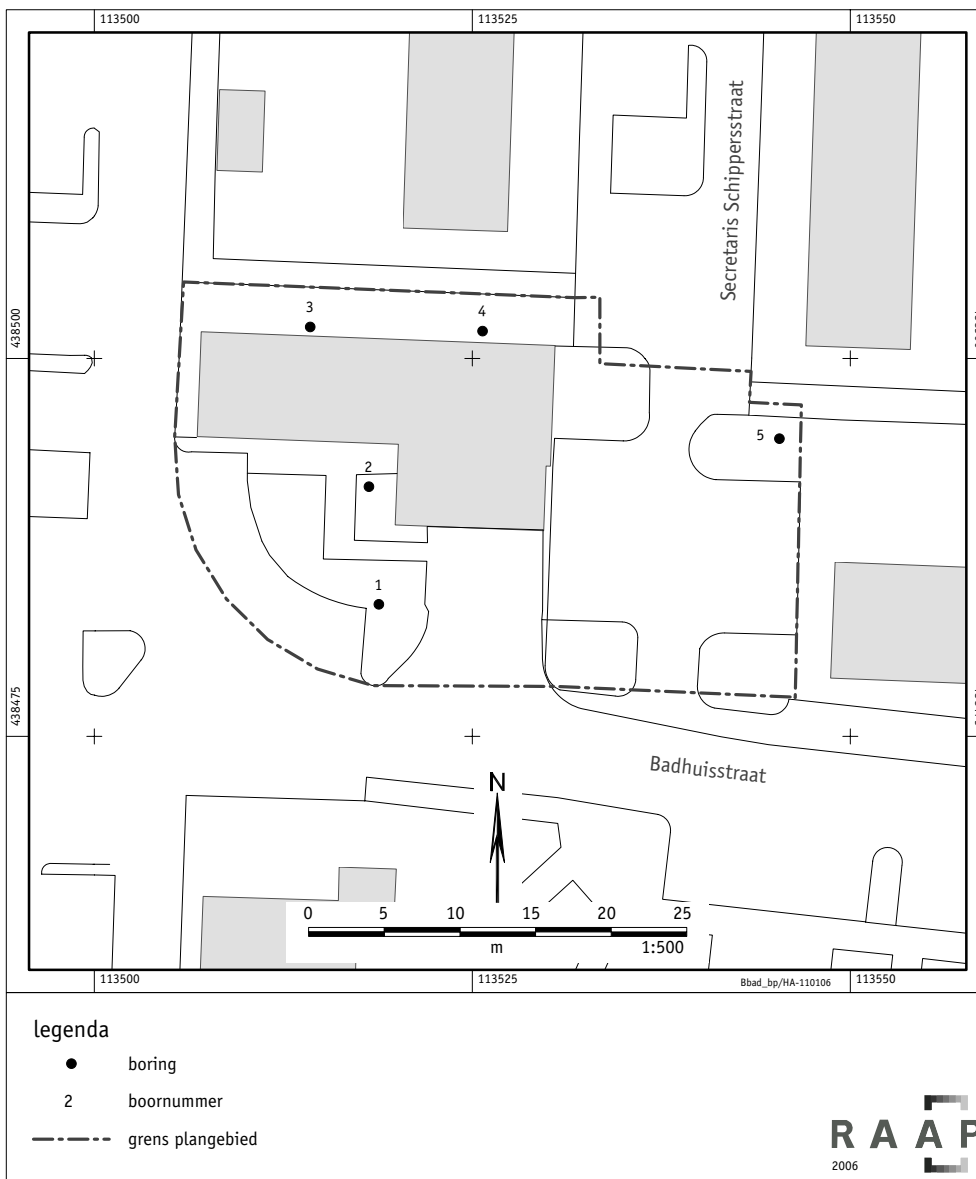 113500
113525
113550
Secretaris Schippersstraat
3
4
438500
5
2
1
438475
Badhuisstraat
N
0 5 10 15 20 25
m 1:500
113500
113525
Bbad_bp/HA-110106
113550
legenda
boring
2 boornummer
grens plangebied
RAAP
2006